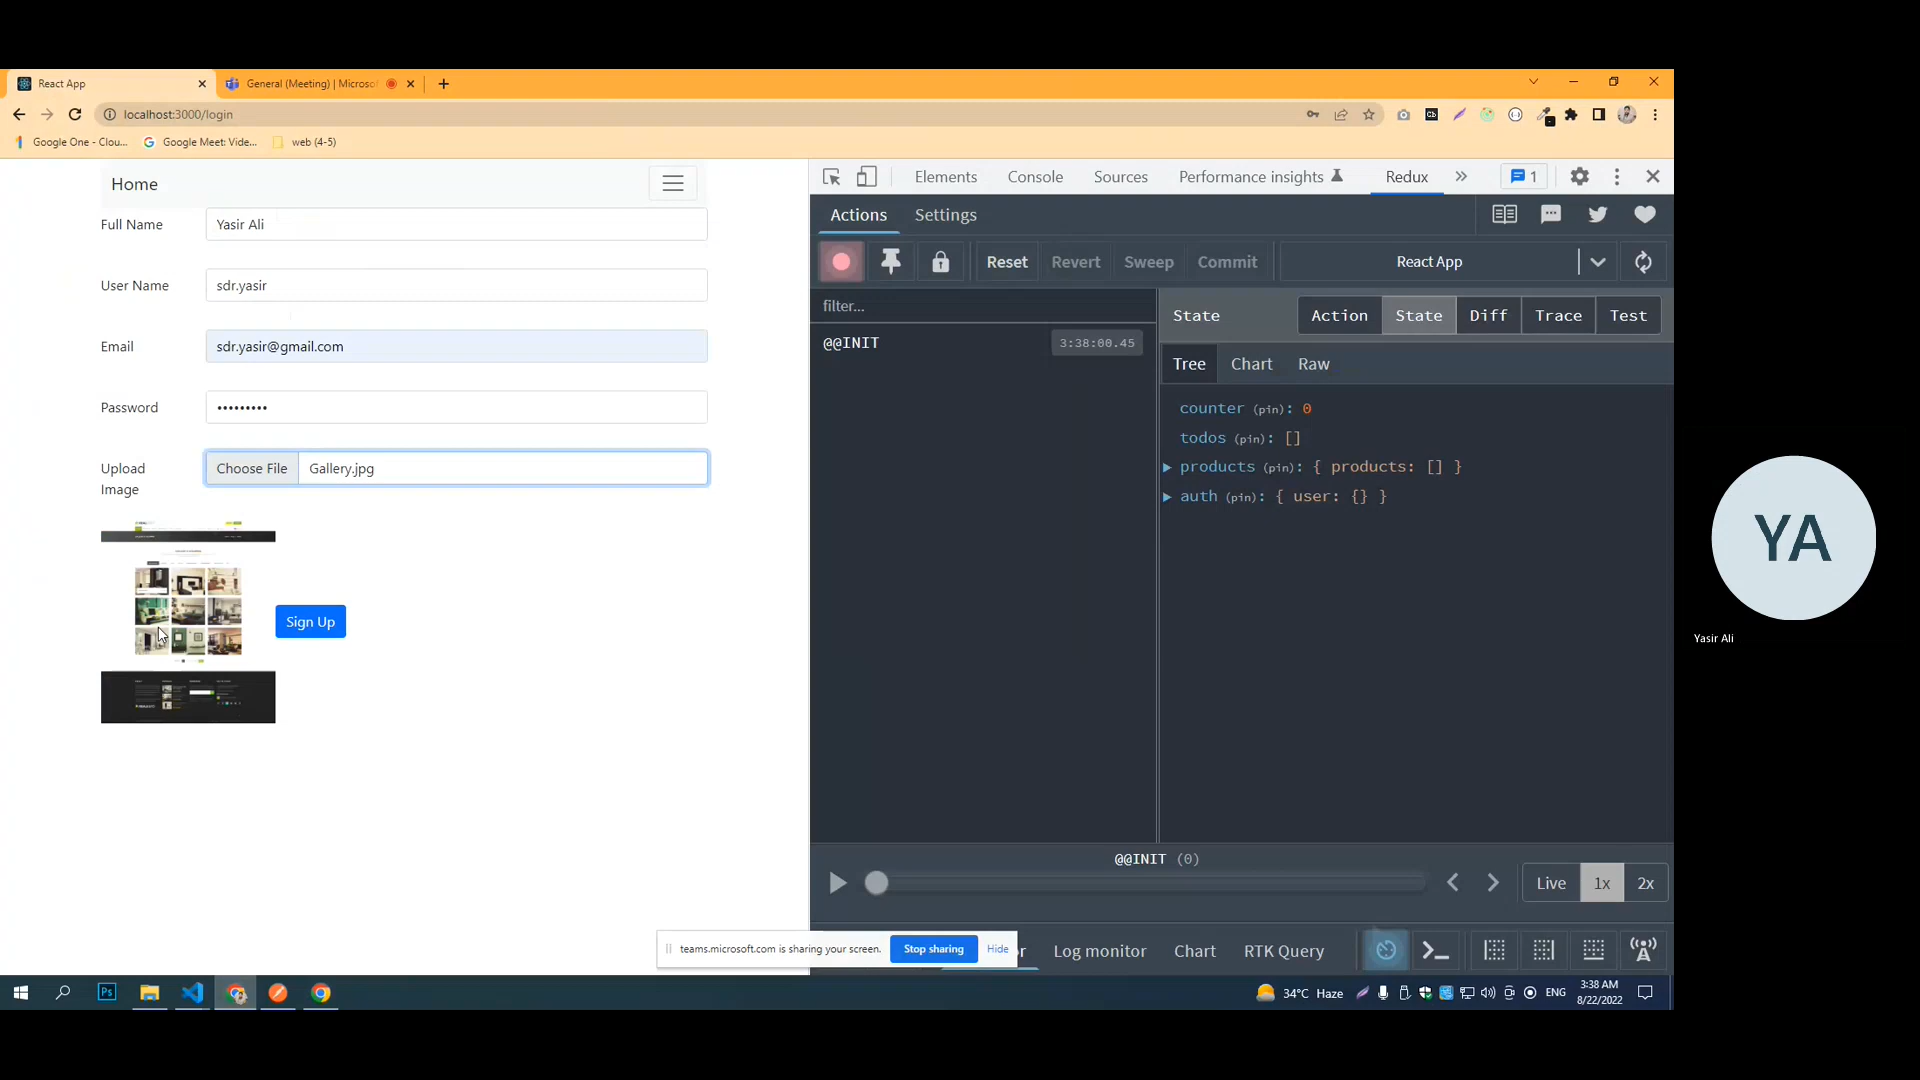 React App
General (Meeting) | Microso
localhost:3000/login
Google One - Clou...
Google Meet: Vide...
web (4-5)
Home
Full Name
Yasir Ali
User Name
sdr.yasir
Email
sdr.yasir@gmail.com
Password
•••••••••
Upload Image
Choose File
Gallery.jpg
Sign Up
Elements
Console
Sources
Performance insights
Redux
1
Actions
Settings
Reset
Revert
Sweep
Commit
React App
filter...
@@INIT
3:38:00.45
State
Action
State
Diff
Trace
Test
Tree
Chart
Raw
counter (pin): 0
todos (pin): []
products (pin): { products: [] }
auth (pin): { user: {} }
@@INIT (0)
Live
1x
2x
teams.microsoft.com is sharing your screen.
Stop sharing
Hide
Log monitor
Chart
RTK Query
Ps
34°C Haze
ENG
3:38 AM
8/22/2022
YA
Yasir Ali